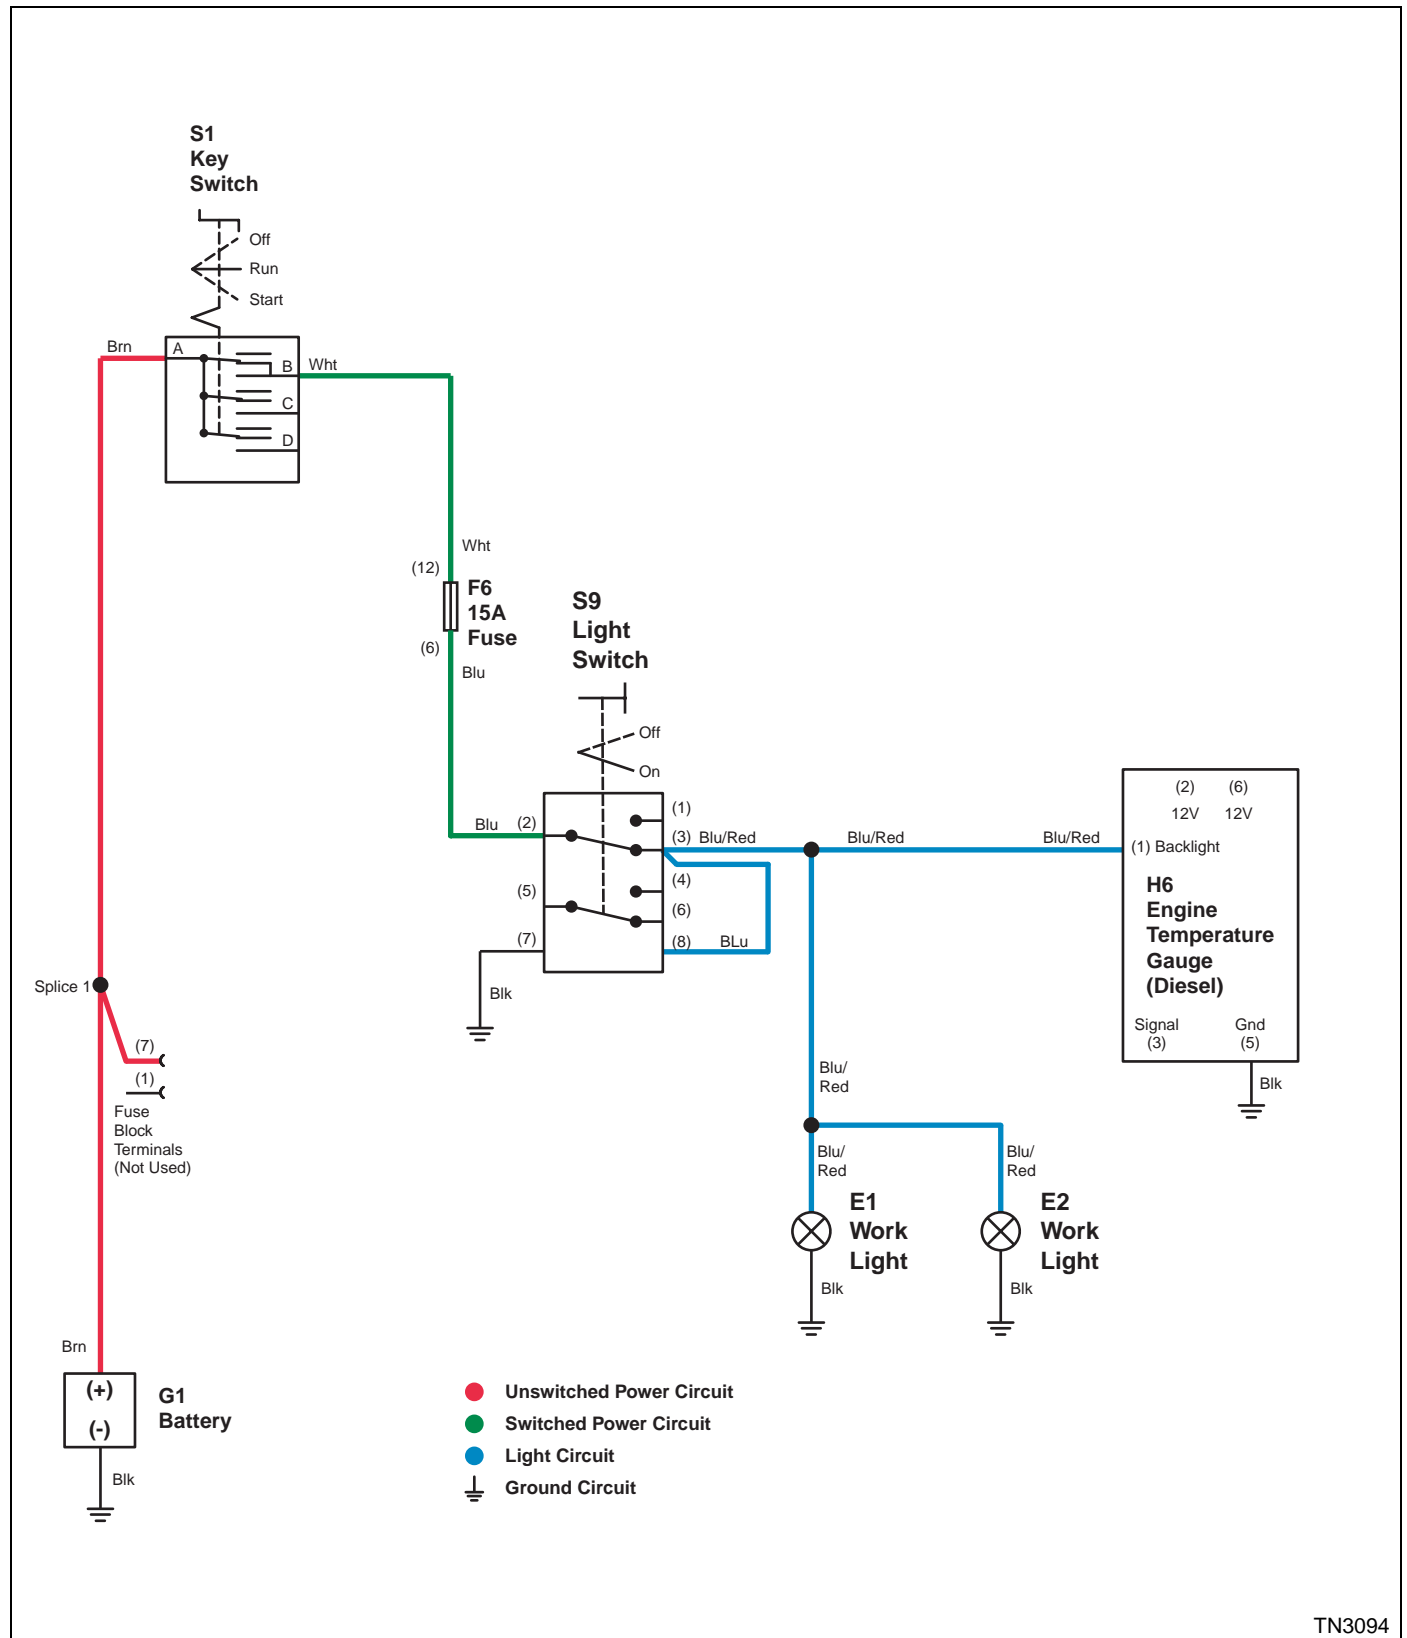 S1
Key
Switch
Off
Run
Start
Brn
A
B
Wht
C
D
Wht
(12)
F6
15A
Fuse
(6)
Blu
S9
Light
Switch
Off
On
Blu
(2)
(1)
(3)
Blu/Red
Blu/Red
Blu/Red
(4)
(5)
(6)
(7)
(8)
BLu
Blk
(2)
(6)
12V
12V
(1) Backlight
H6
Engine
Temperature
Gauge
(Diesel)
Signal
(3)
Gnd
(5)
Blk
Splice 1
(7)
(1)
Fuse
Block
Terminals
(Not Used)
Blu/
Red
Blu/
Red
Blu/
Red
E1
Work
Light
E2
Work
Light
Blk
Blk
Brn
(+)
(-)
G1
Battery
Blk
Unswitched Power Circuit
Switched Power Circuit
Light Circuit
Ground Circuit
TN3094